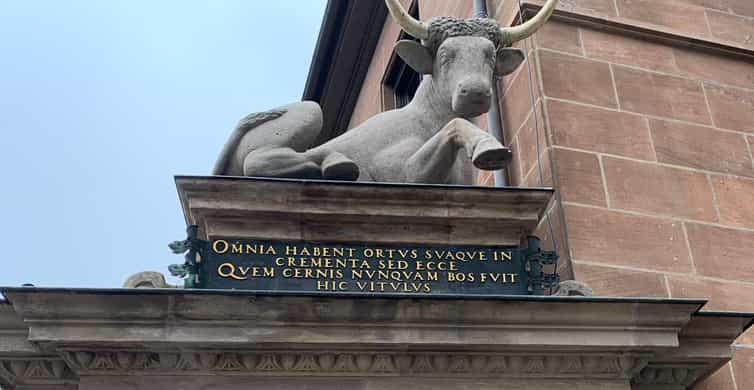 OMNIA HABENT ORTVS SVAQVE IN
CREMENTA SED ECCE
QVEM CERNIS NVNQVAM BOS FVIT
HIC VITVLVS